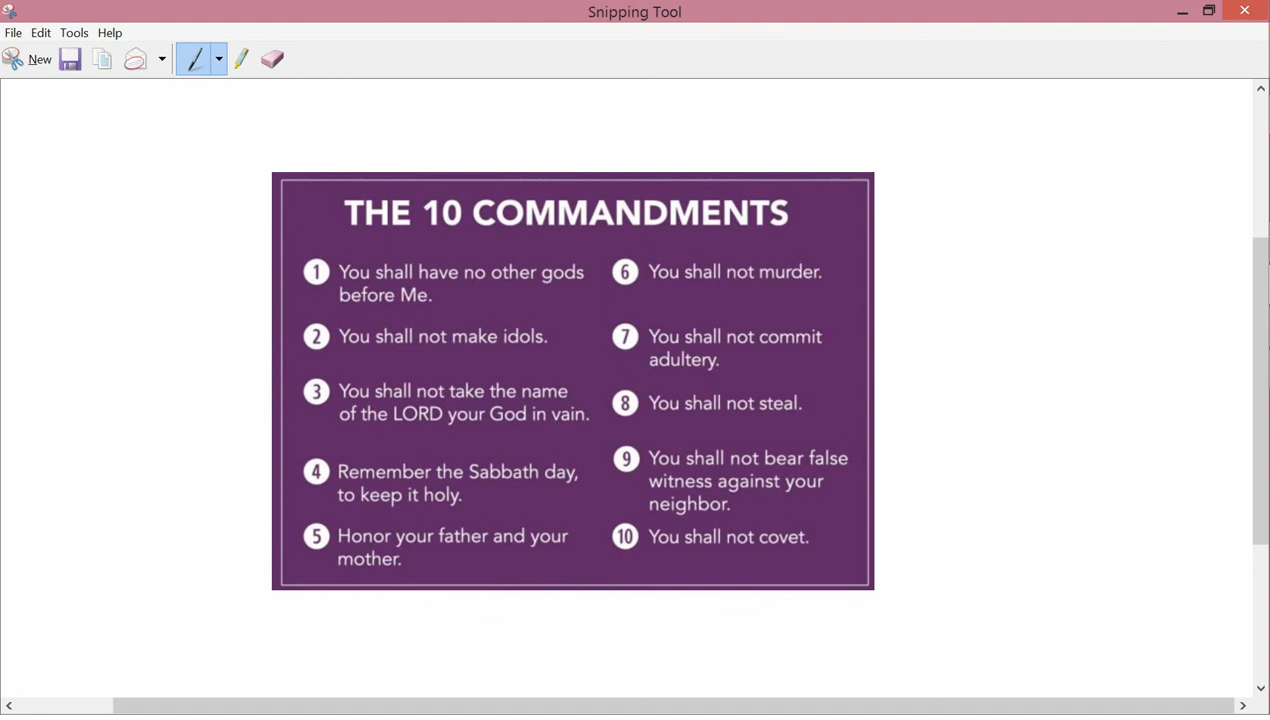 Snipping Tool
File Edit Tools Help
New
THE 10 COMMANDMENTS
1 You shall have no other gods
before Me.
2 You shall not make idols.
3 You shall not take the name
of the LORD your God in vain.
4 Remember the Sabbath day,
to keep it holy.
5 Honor your father and your
mother.
6 You shall not murder.
7 You shall not commit
adultery.
8 You shall not steal.
9 You shall not bear false
witness against your
neighbor.
10 You shall not covet.